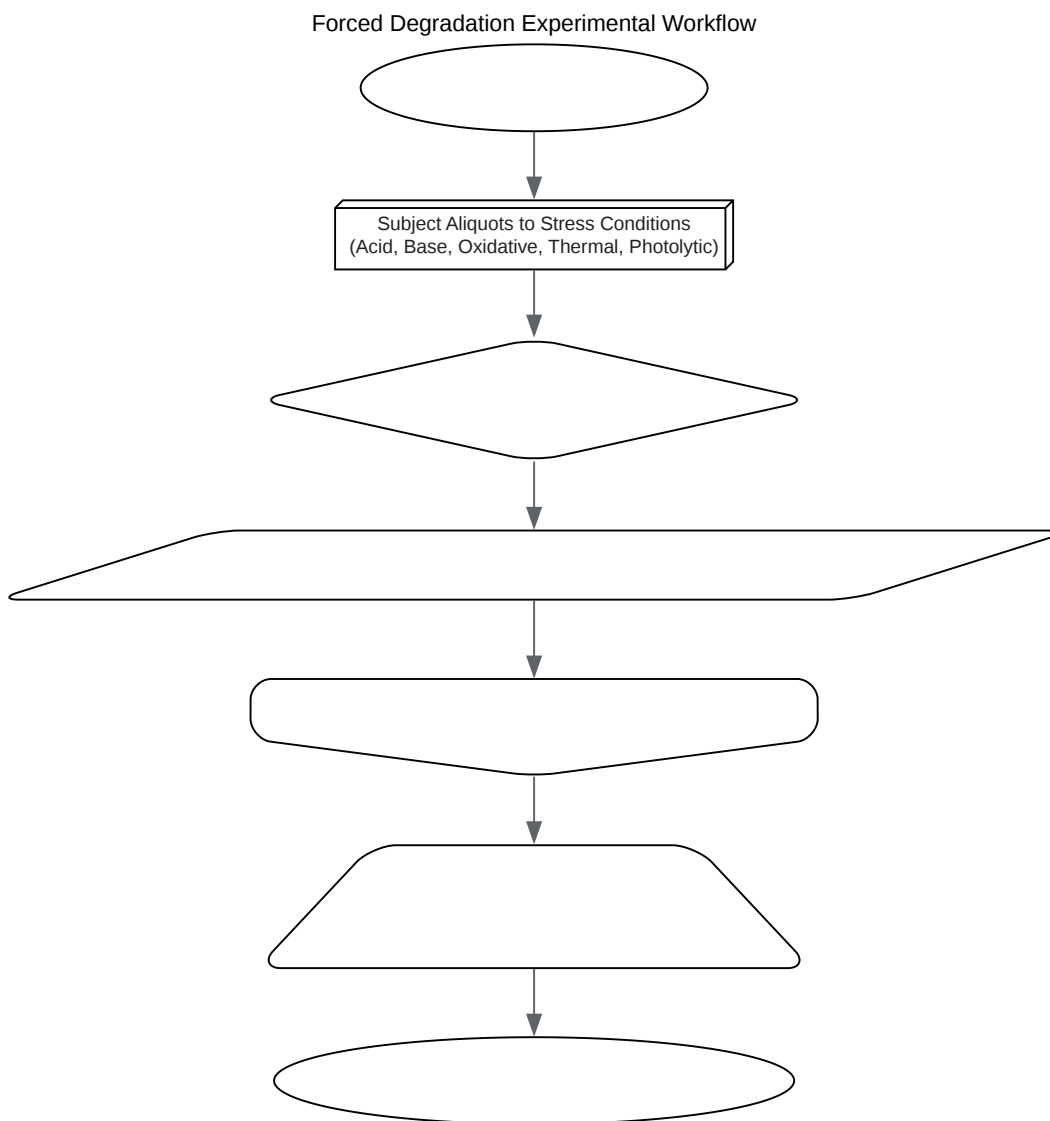 Forced Degradation Experimental Workflow
Subject Aliquots to Stress Conditions
(Acid, Base, Oxidative, Thermal, Photolytic)